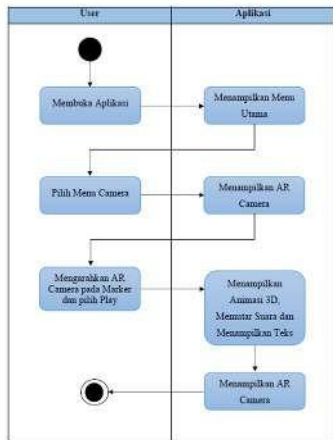 User
Aplikasi
Membuka Aplikasi
Menampilkan Menu
Utama
Pilih Menu Camera
Menampilkan AR
Camera
Mengarahkan AR
Camera pada Marker
dan pilih Play
Menampilkan
Animasi 3D,
Memutar Suara dan
Menampilkan Teks
Menampilkan AR
Camera